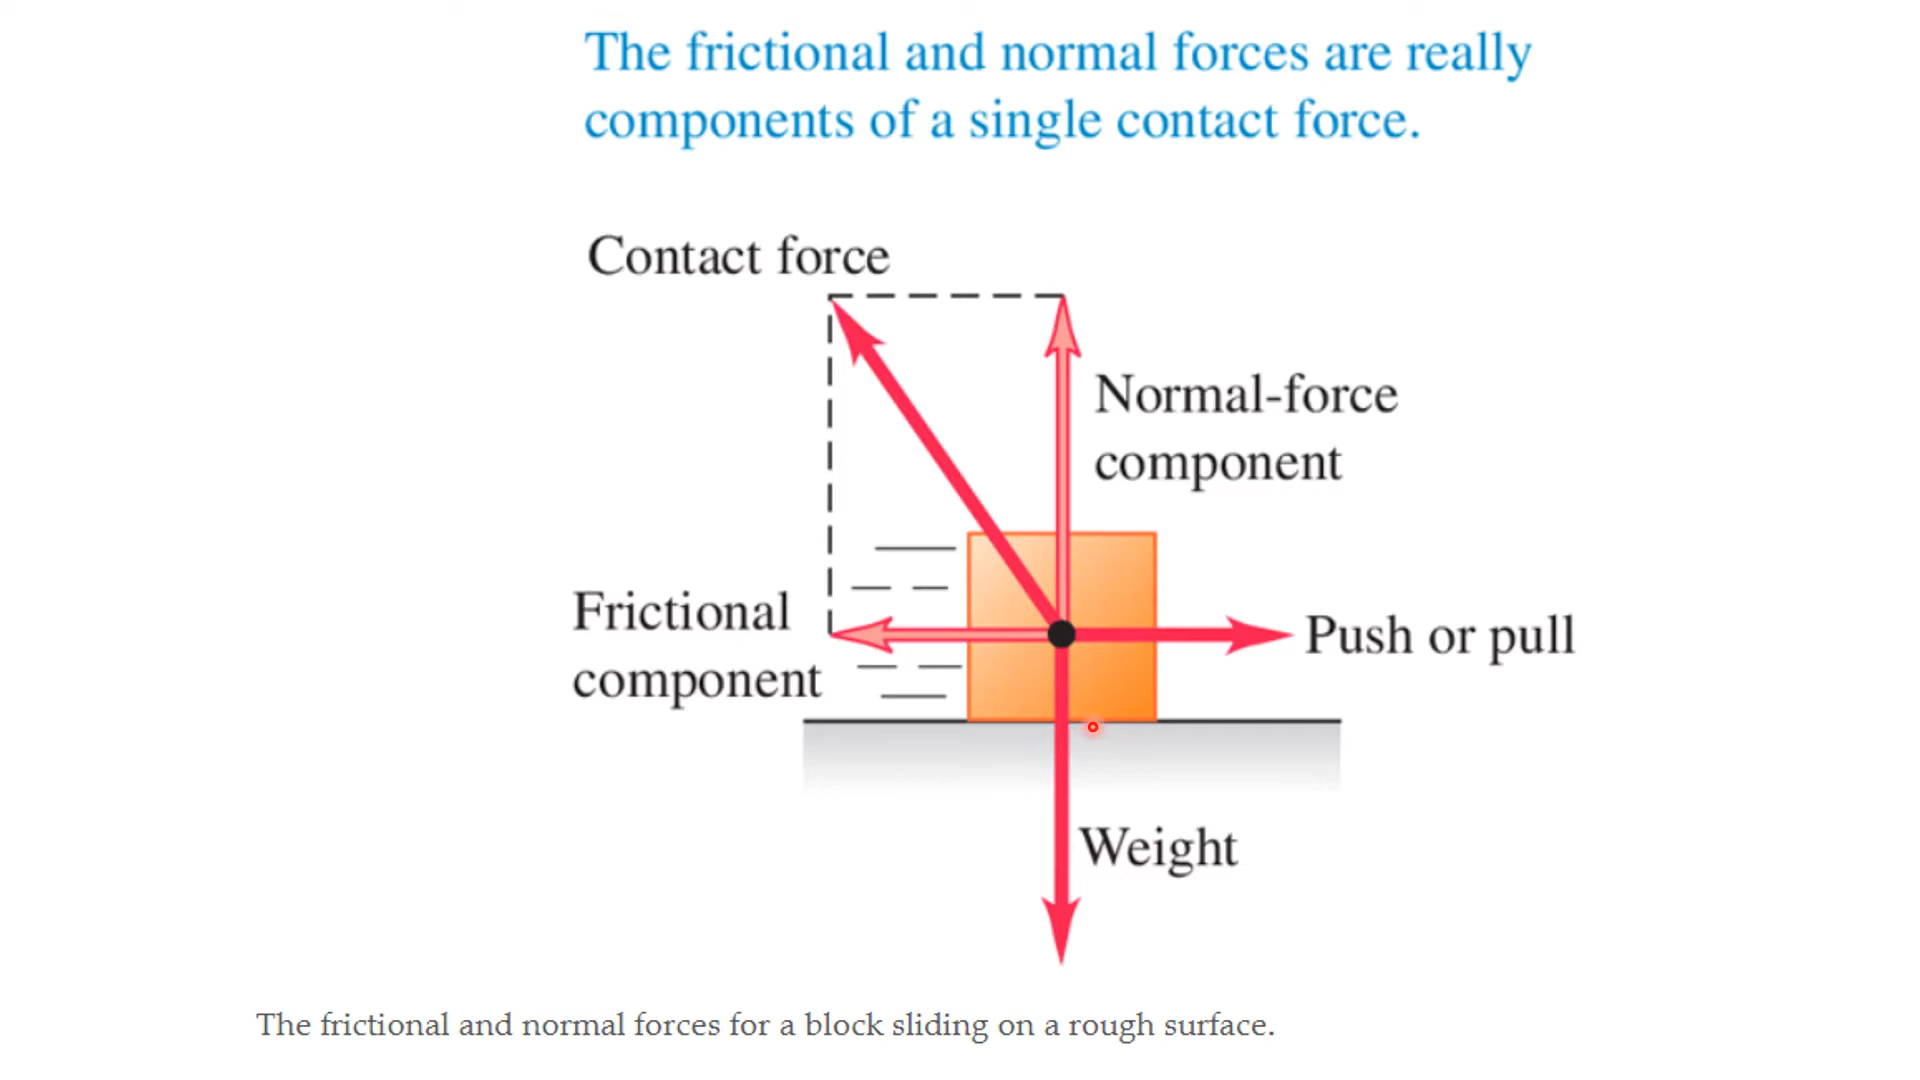 The frictional and normal forces are really
components of a single contact force.
Contact force
Normal-force
component
Frictional
component
Push or pull
Weight
The frictional and normal forces for a block sliding on a rough surface.